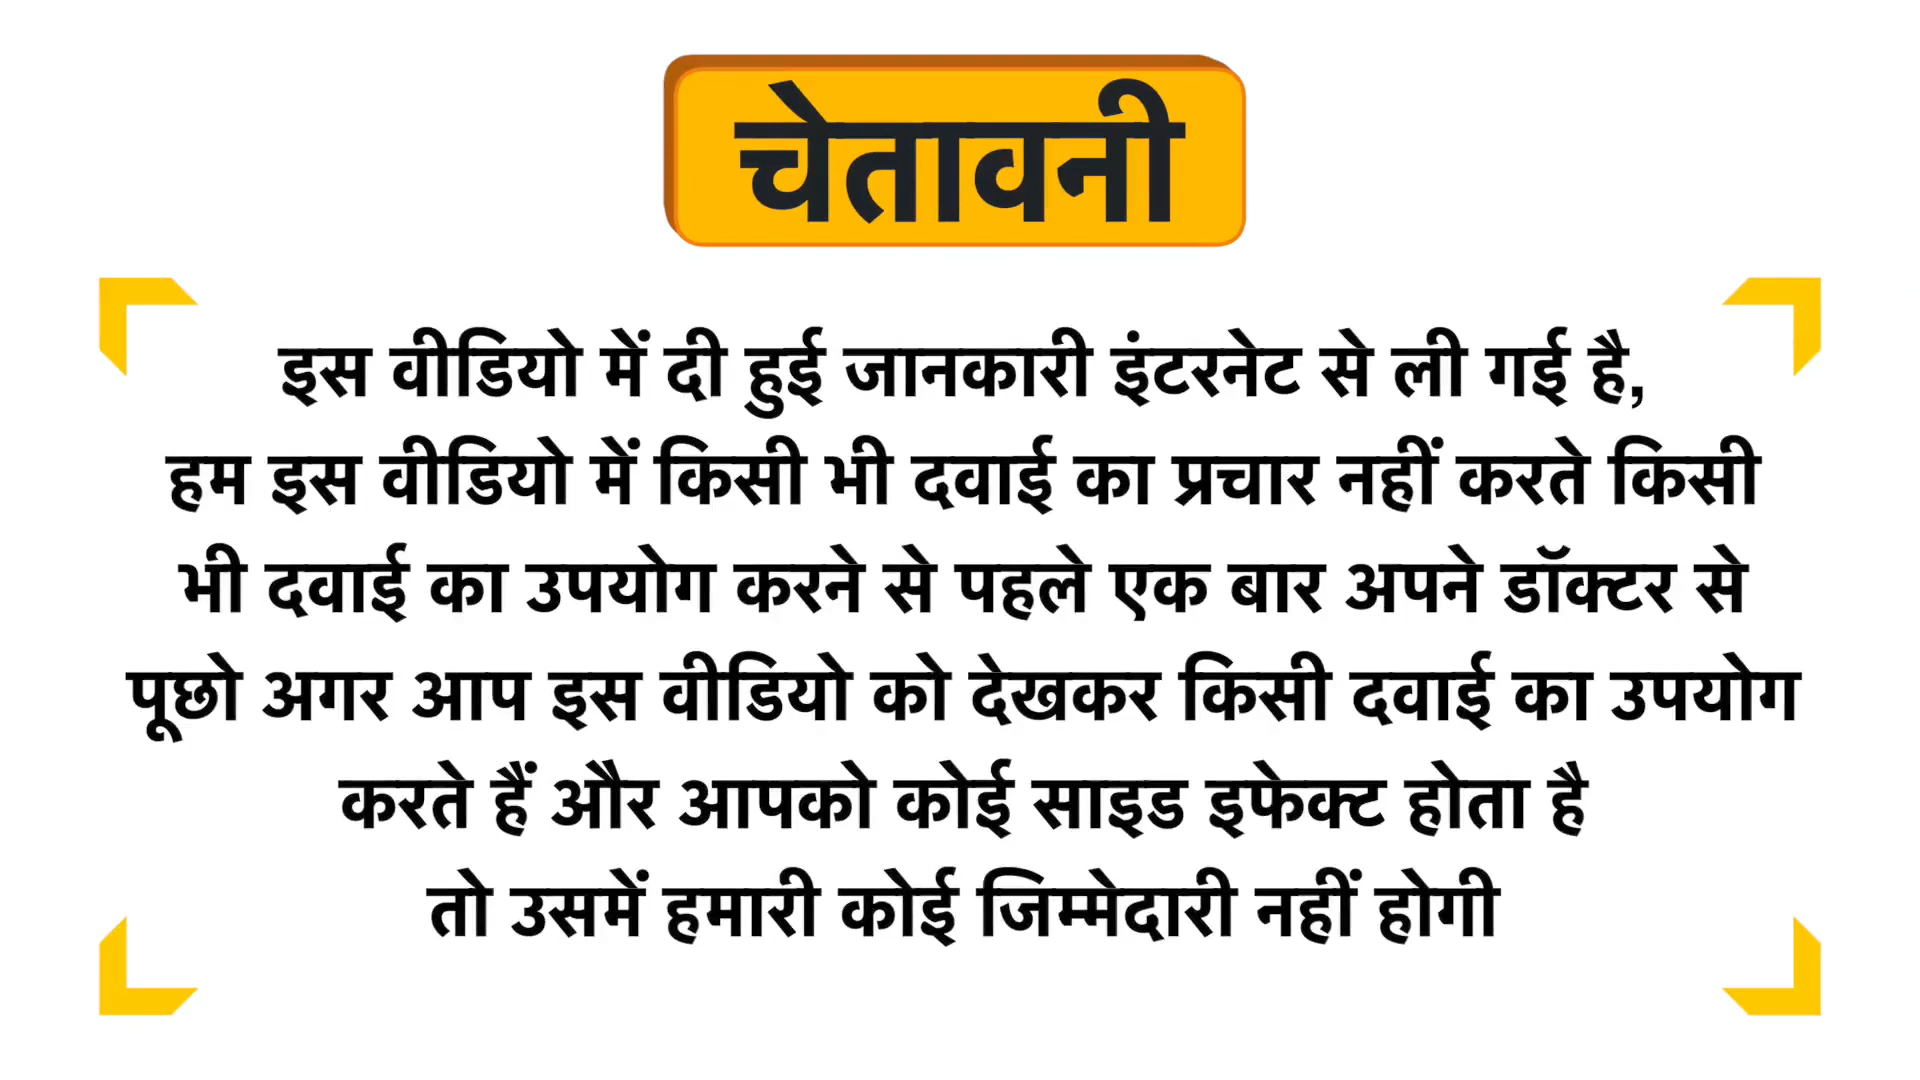 चेतावनी
इस वीडियो में दी हुई जानकारी इंटरनेट से ली गई है,
हम इस वीडियो में किसी भी दवाई का प्रचार नहीं करते किसी
भी दवाई का उपयोग करने से पहले एक बार अपने डॉक्टर से
पूछो अगर आप इस वीडियो को देखकर किसी दवाई का उपयोग
करते हैं और आपको कोई साइड इफेक्ट होता है
तो उसमें हमारी कोई जिम्मेदारी नहीं होगी